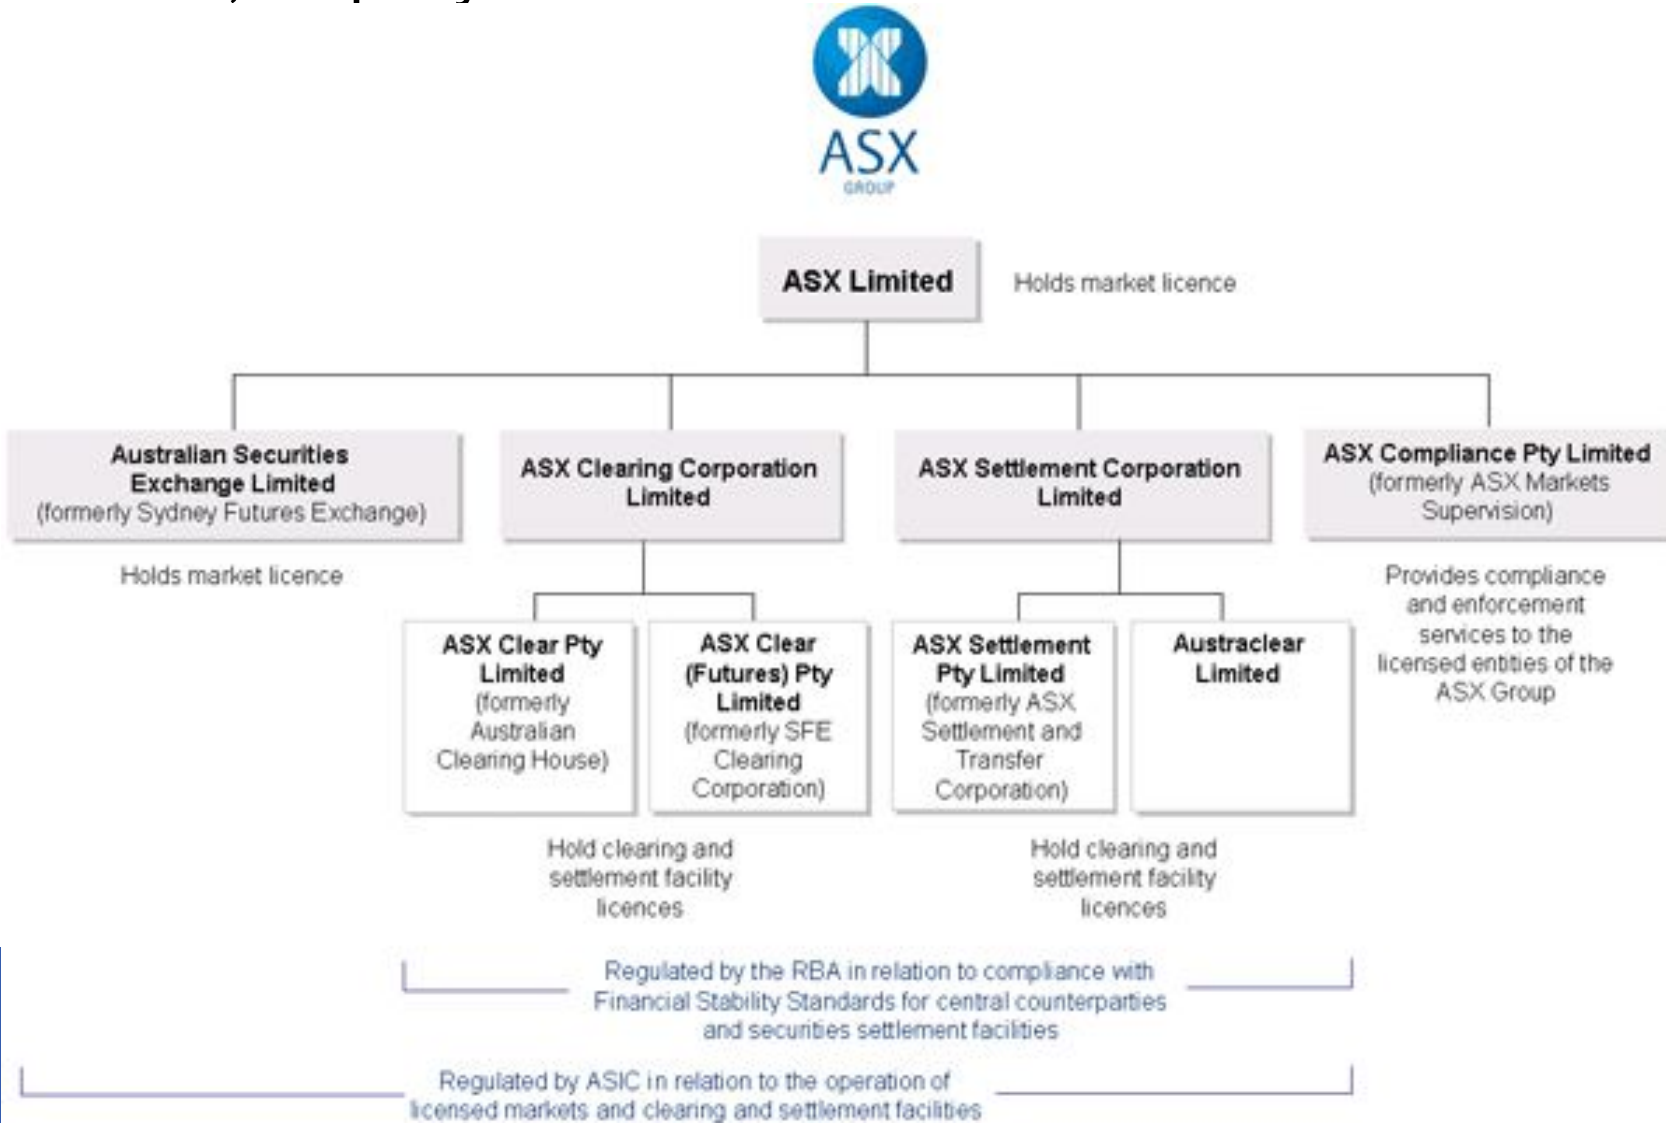 ASX
GROUP
ASX Limited
Holds market licence
Australian Securities
Exchange Limited
(formerly Sydney Futures Exchange)
Holds market licence
ASX Clearing Corporation
Limited
ASX Settlement Corporation
Limited
ASX Compliance Pty Limited
(formerly ASX Markets
Supervision)
Provides compliance
and enforcement
services to the
licensed entities of the
ASX Group
ASX Clear Pty
Limited
(formerly
Australian
Clearing House)
ASX Clear
(Futures) Pty
Limited
(formerly SFE
Clearing
Corporation)
ASX Settlement
Pty Limited
(formerly ASX
Settlement and
Transfer
Corporation)
Austraclear
Limited
Hold clearing and
settlement facility
licences
Hold clearing and
settlement facility
licences
Regulated by the RBA in relation to compliance with
Financial Stability Standards for central counterparties
and securities settlement facilities
Regulated by ASIC in relation to the operation of
licensed markets and clearing and settlement facilities